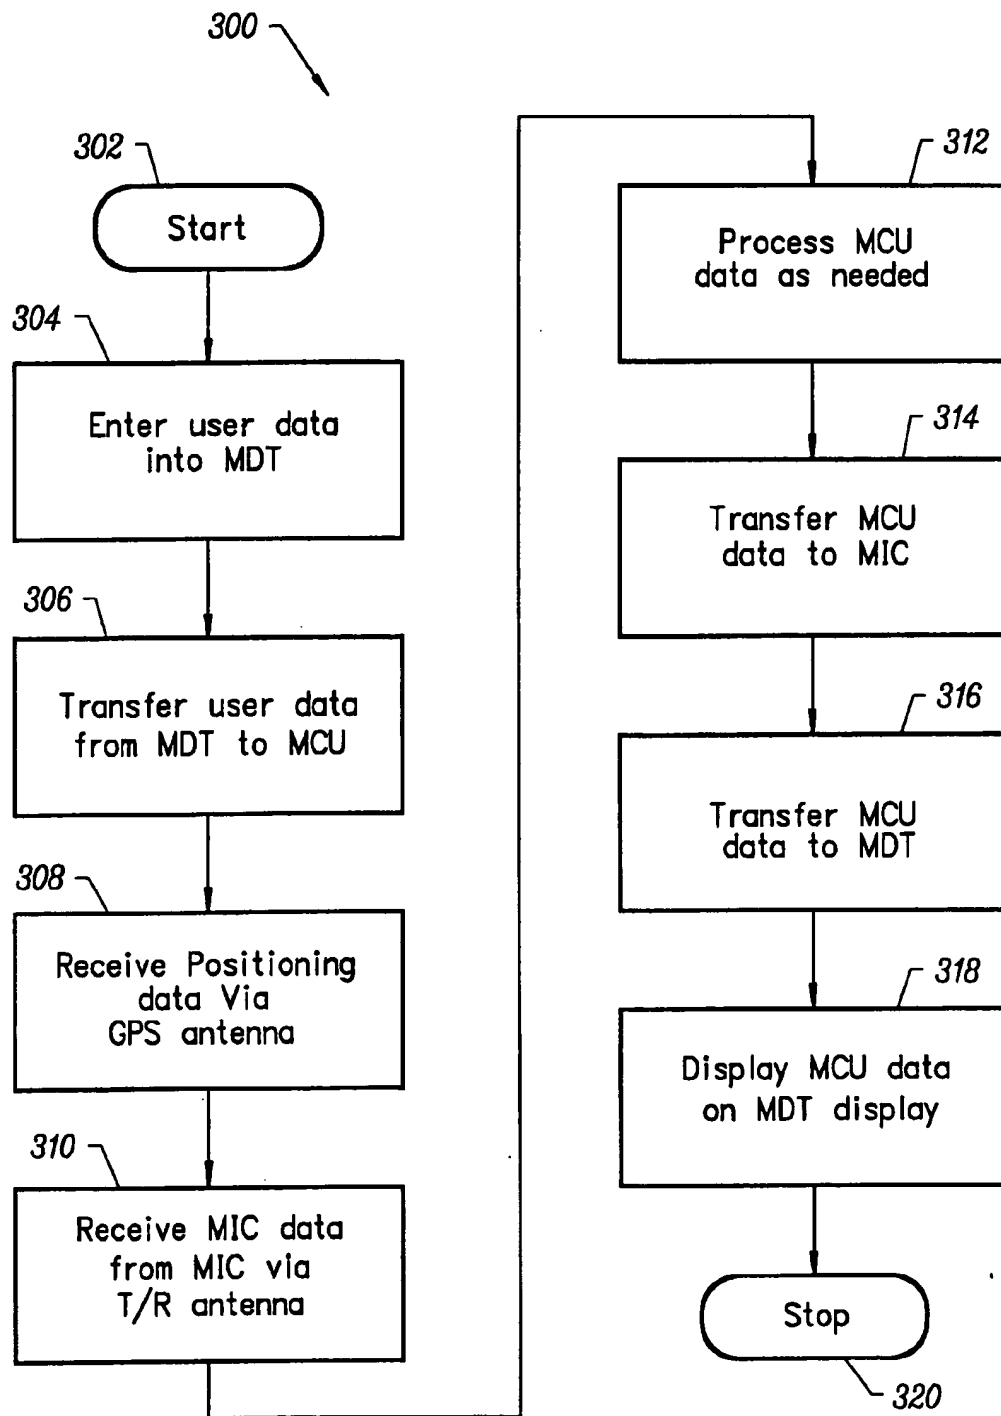 300
302
Start
304
Enter user data
into MDT
306
Transfer user data
from MDT to MCU
308
Receive Positioning
data Via
GPS antenna
310
Receive MIC data
from MIC via
T/R antenna
312
Process MCU
data as needed
314
Transfer MCU
data to MIC
316
Transfer MCU
data to MDT
318
Display MCU data
on MDT display
Stop
320